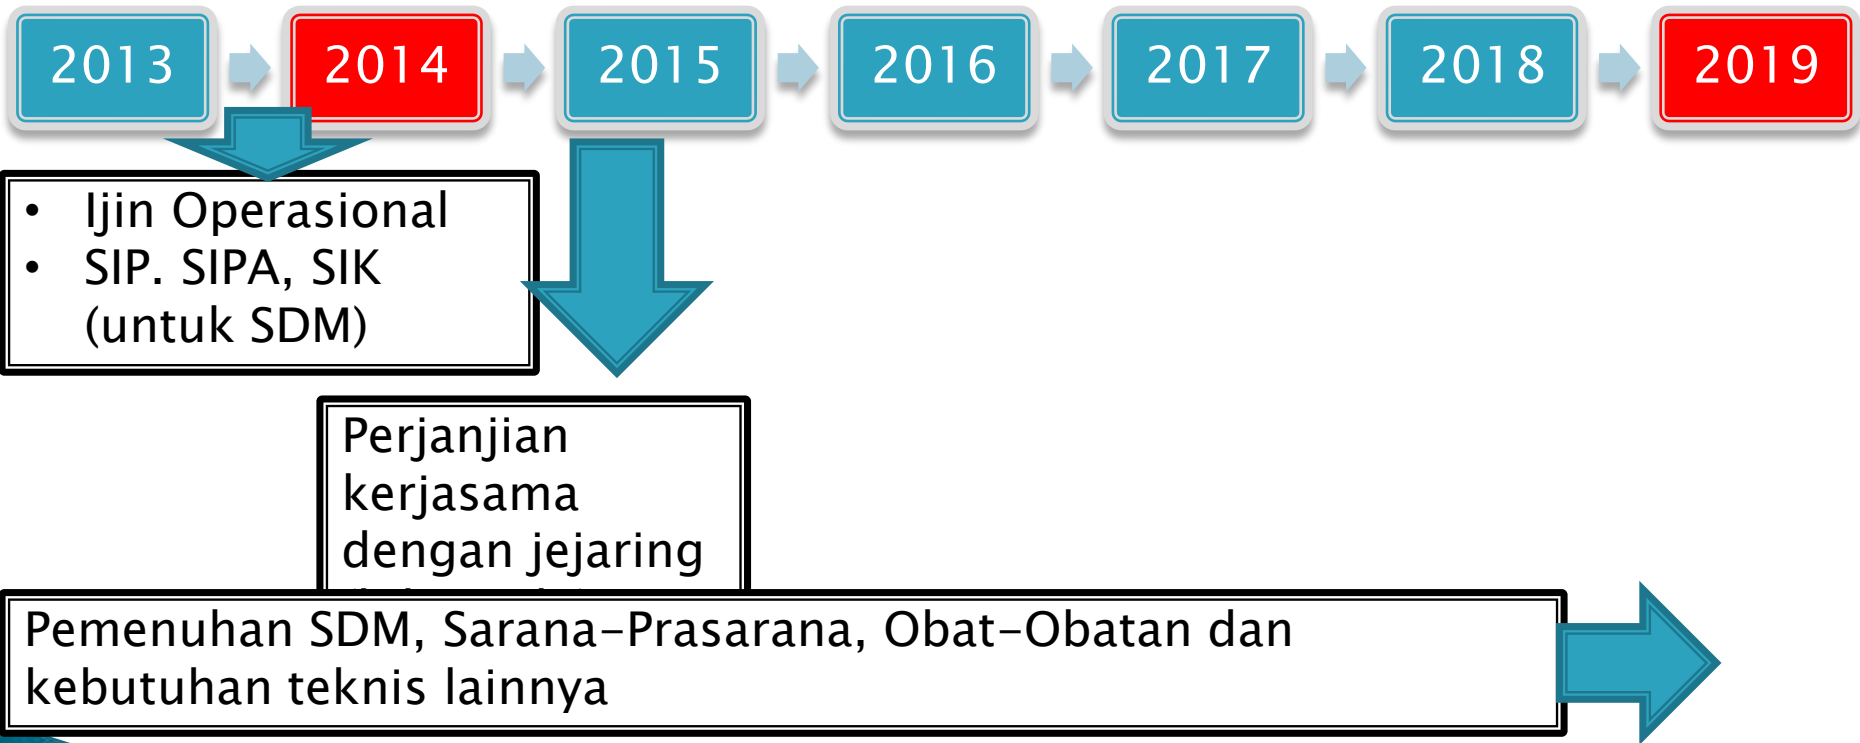 2013 2014 2015 2016 2017 2018 2019
• Ijin Operasional
• SIP. SIPA, SIK
(untuk SDM)
Perjanjian
kerjasama
dengan jejaring
Pemenuhan SDM, Sarana-Prasarana, Obat-Obatan dan
kebutuhan teknis lainnya